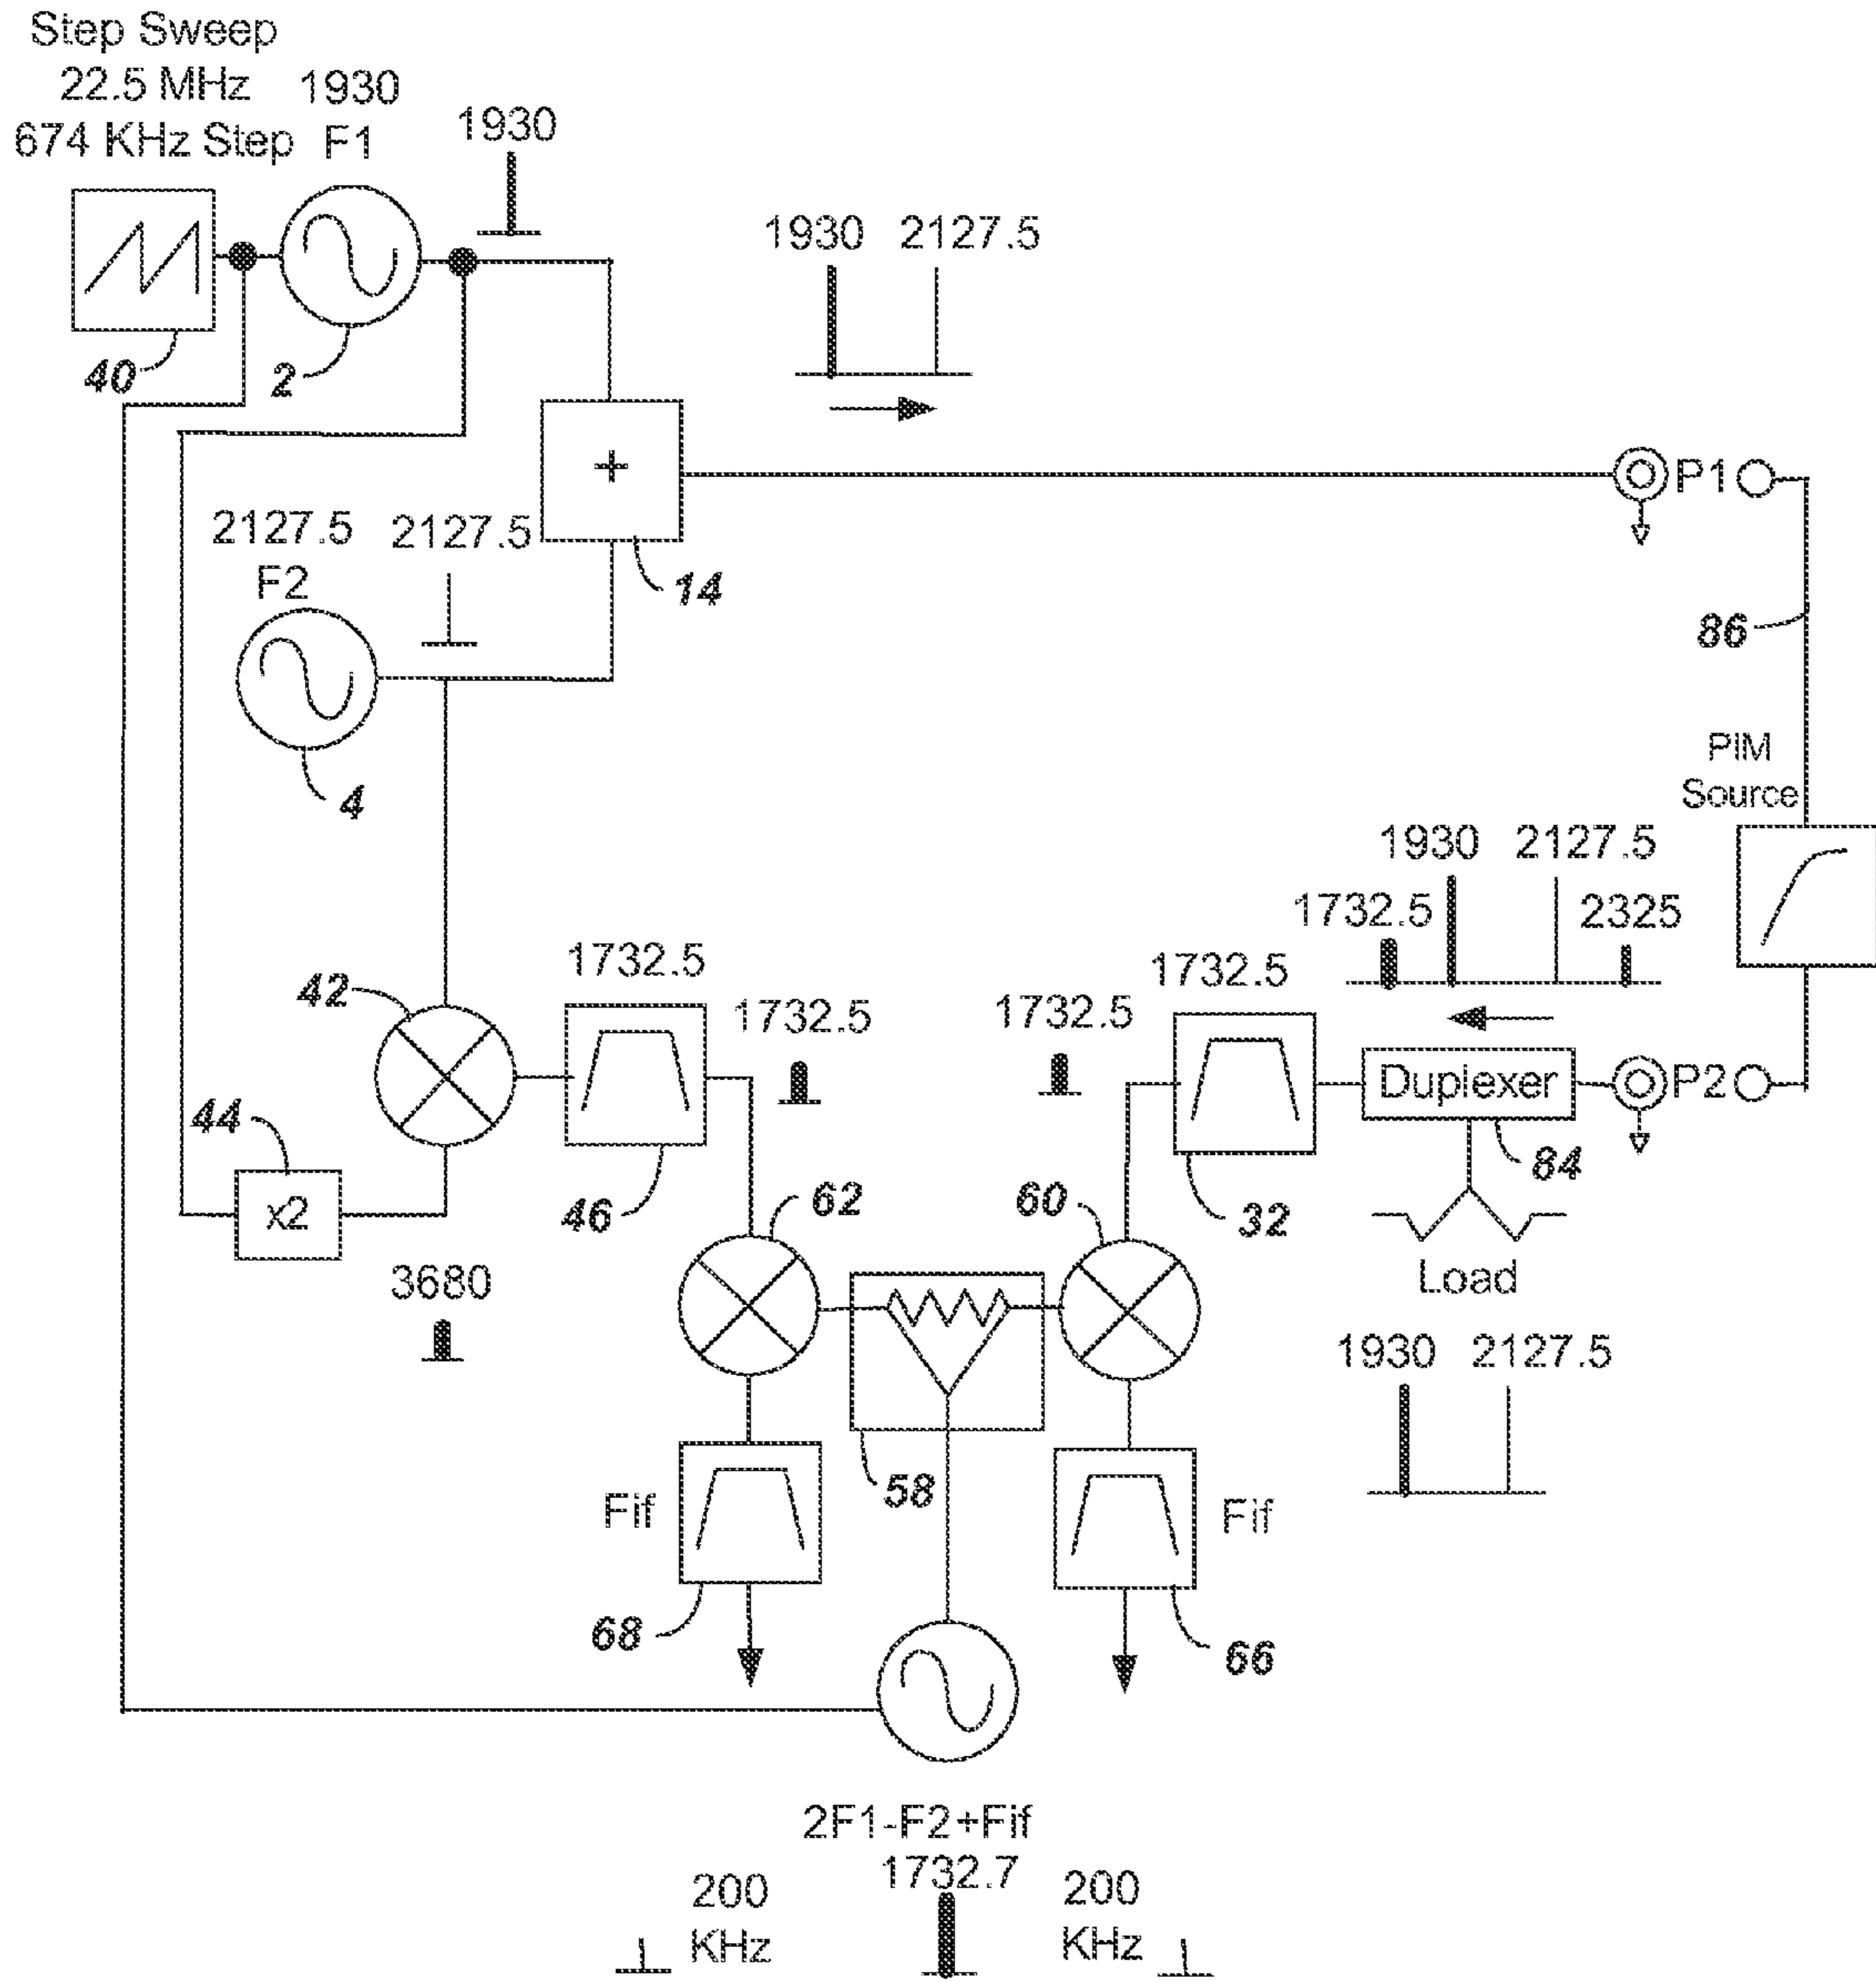 Step Sweep
22.5 MHz
674 KHz Step
1930
F1
1930
40
2
1930 2127.5
+
14
P1
86
2127.5
F2
2127.5
4
PIM
Source
1930 2127.5
1732.5 2325
42
1732.5
1732.5
46
44
x2
3680
1732.5
1732.5
32
Duplexer
84
P2
Load
1930 2127.5
62
60
58
Fif
68
Fif
66
2F1-F2+Fif
1732.7
200
KHz
200
KHz